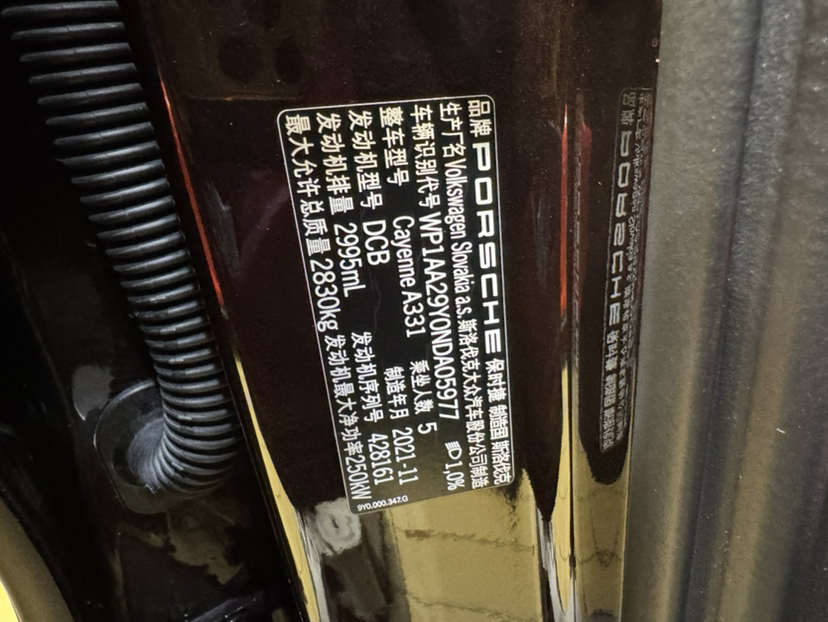 品牌 PORSCHE 保时捷 制造国 斯洛伐克
生产厂名 Volkswagen Slovakia a.s.斯洛伐克大众汽车股份公司制造
车辆识别代号 WP1AA29Y0NDA05977 1.0%
整车型号 Cayenne A331 乘坐人数 5
发动机型号 DCB 制造年月 2021-11
发动机排量 2995mL 发动机序列号 428161
最大允许总质量 2830kg 发动机最大净功率 250kW
9Y0.000.347.G